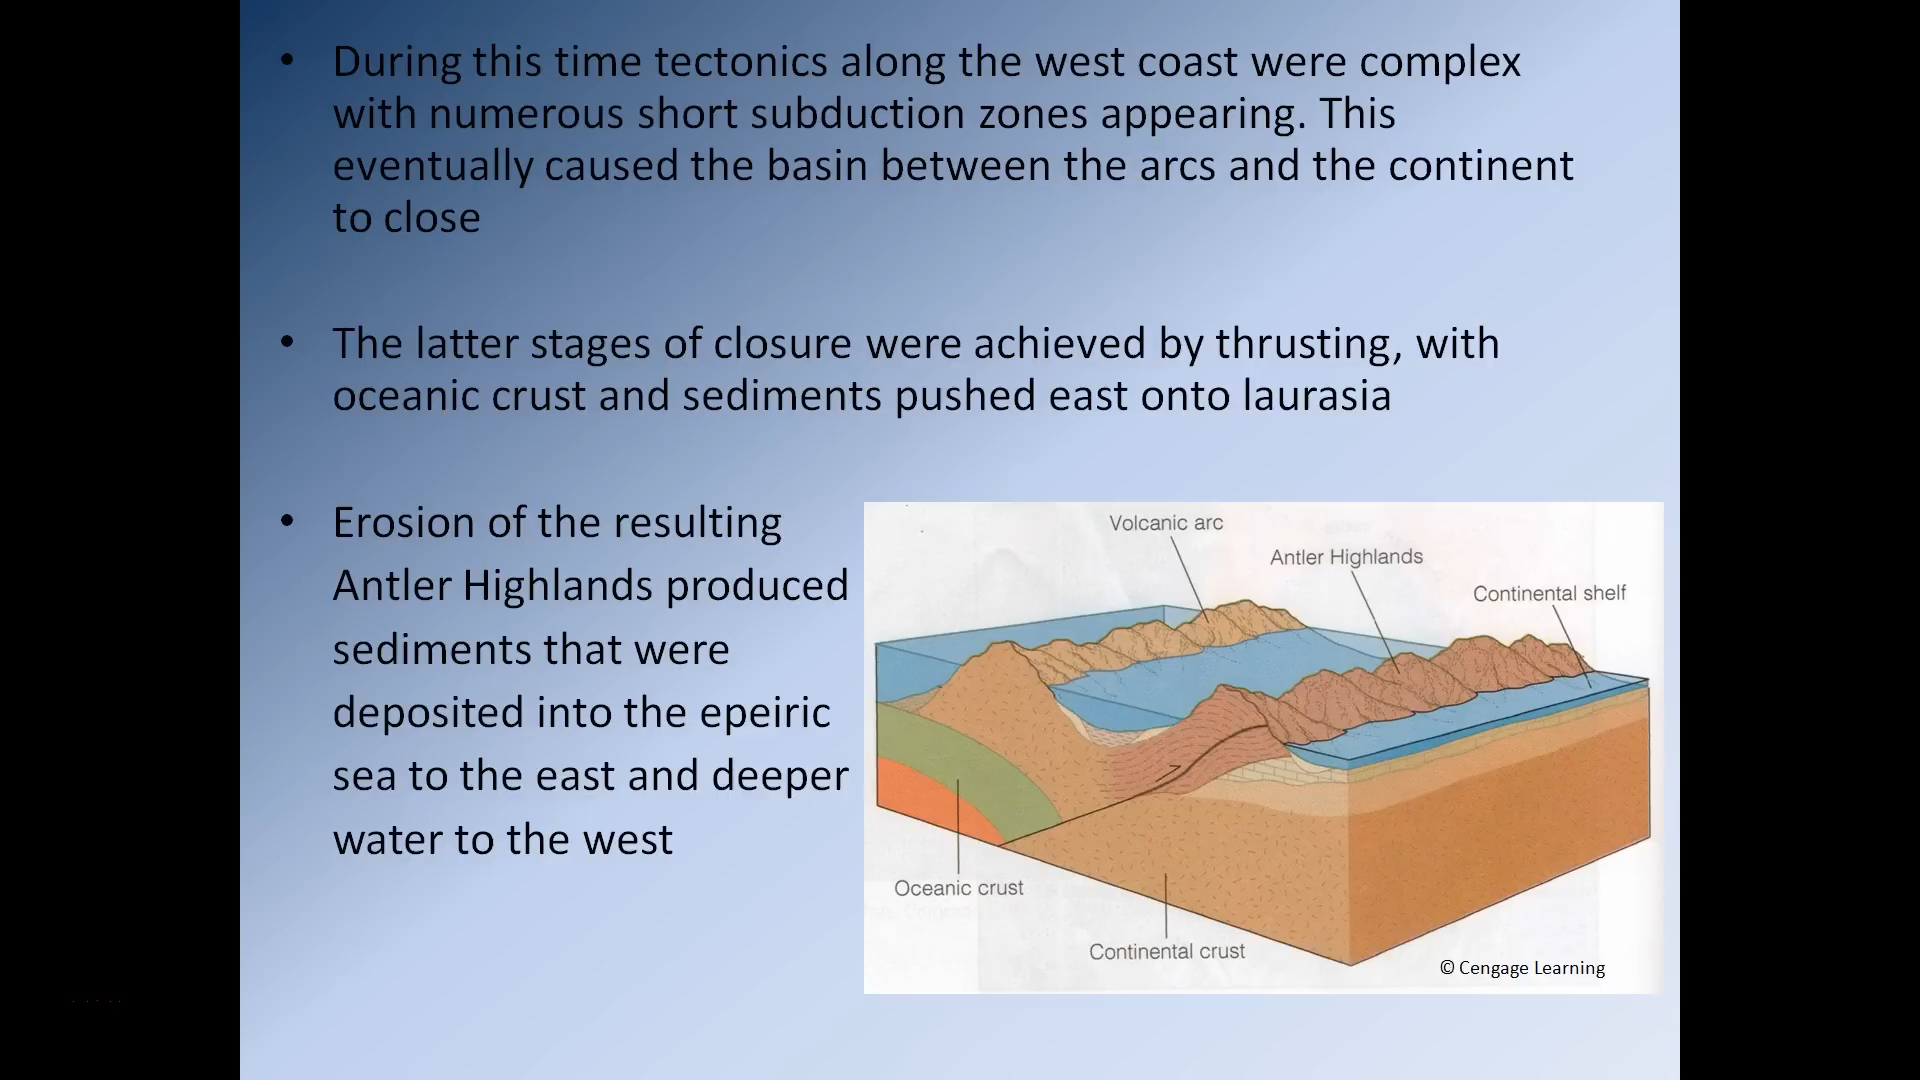 • During this time tectonics along the west coast were complex
with numerous short subduction zones appearing. This
eventually caused the basin between the arcs and the continent
to close
• The latter stages of closure were achieved by thrusting, with
oceanic crust and sediments pushed east onto laurasia
• Erosion of the resulting
Antler Highlands produced
sediments that were
deposited into the epeiric
sea to the east and deeper
water to the west
Volcanic arc
Antler Highlands
Continental shelf
Oceanic crust
Continental crust
© Cengage Learning